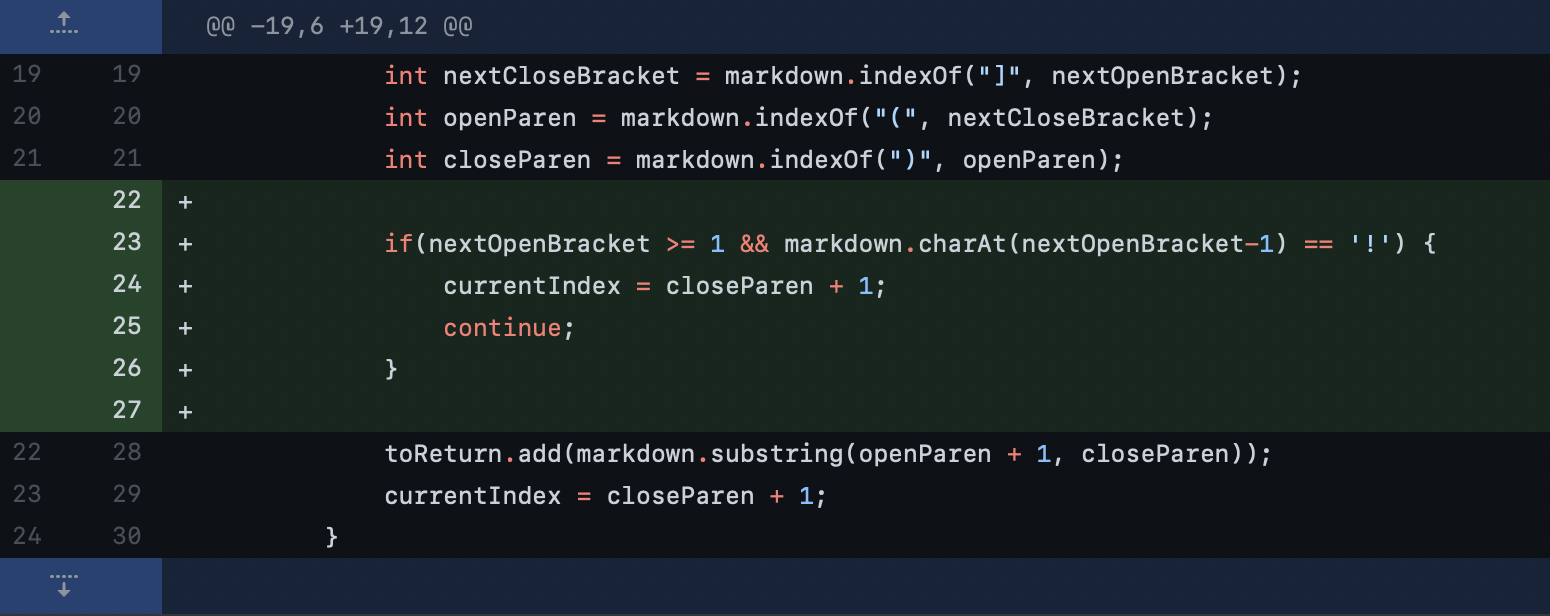 @@ -19,6 +19,12 @@
19 19 int nextCloseBracket = markdown.indexOf("]", nextOpenBracket);
20 20 int openParen = markdown.indexOf("(", nextCloseBracket);
21 21 int closeParen = markdown.indexOf(")", openParen);
22 +
23 + if(nextOpenBracket >= 1 && markdown.charAt(nextOpenBracket-1) == '!') {
24 + currentIndex = closeParen + 1;
25 + continue;
26 + }
27 +
22 28 toReturn.add(markdown.substring(openParen + 1, closeParen));
23 29 currentIndex = closeParen + 1;
24 30 }